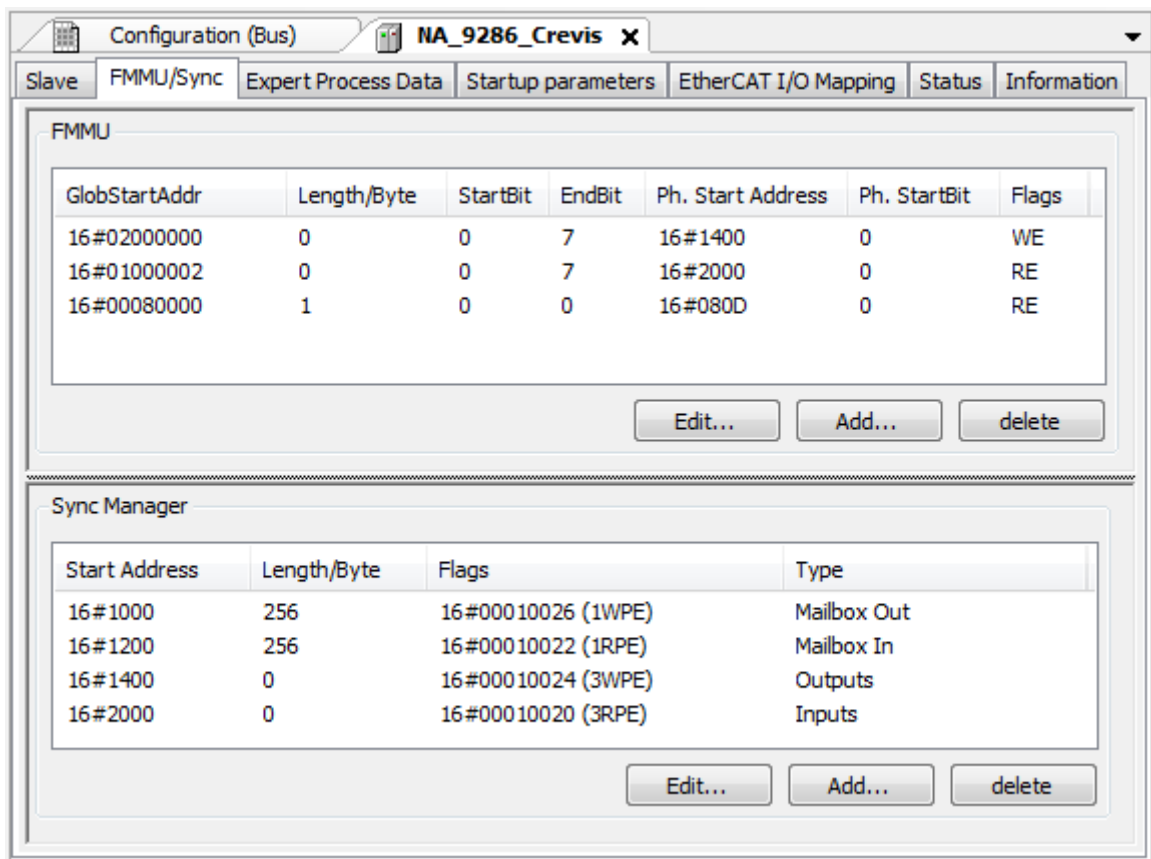 Configuration (Bus) NA_9286_Crevis x
Slave FMMU/Sync Expert Process Data Startup parameters EtherCAT I/O Mapping Status Information
FMMU
GlobStartAddr Length/Byte StartBit EndBit Ph. Start Address Ph. StartBit Flags
16#02000000 0 0 7 16#1400 0 WE
16#01000002 0 0 7 16#2000 0 RE
16#00080000 1 0 0 16#080D 0 RE
Edit... Add... delete
Sync Manager
Start Address Length/Byte Flags Type
16#1000 256 16#00010026 (1WPE) Mailbox Out
16#1200 256 16#00010022 (1RPE) Mailbox In
16#1400 0 16#00010024 (3WPE) Outputs
16#2000 0 16#00010020 (3RPE) Inputs
Edit... Add... delete